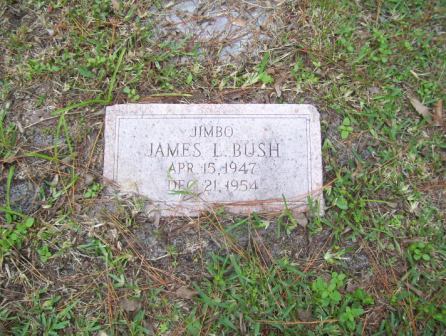 JIMBO
JAMES L. BUSH
APR. 15, 1947
DEC. 21, 1954